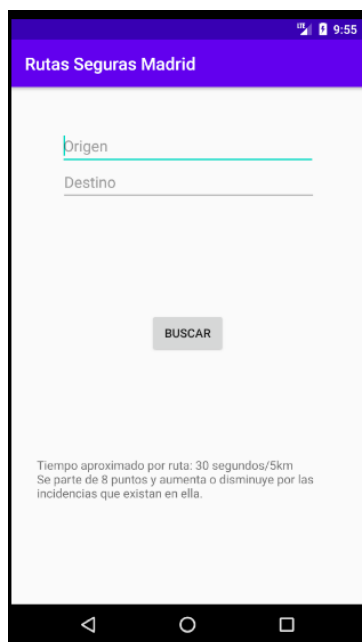 LTE 9:55
Rutas Seguras Madrid
Origen
Destino
BUSCAR
Tiempo aproximado por ruta: 30 segundos/5km
Se parte de 8 puntos y aumenta o disminuye por las
incidencias que existan en ella.